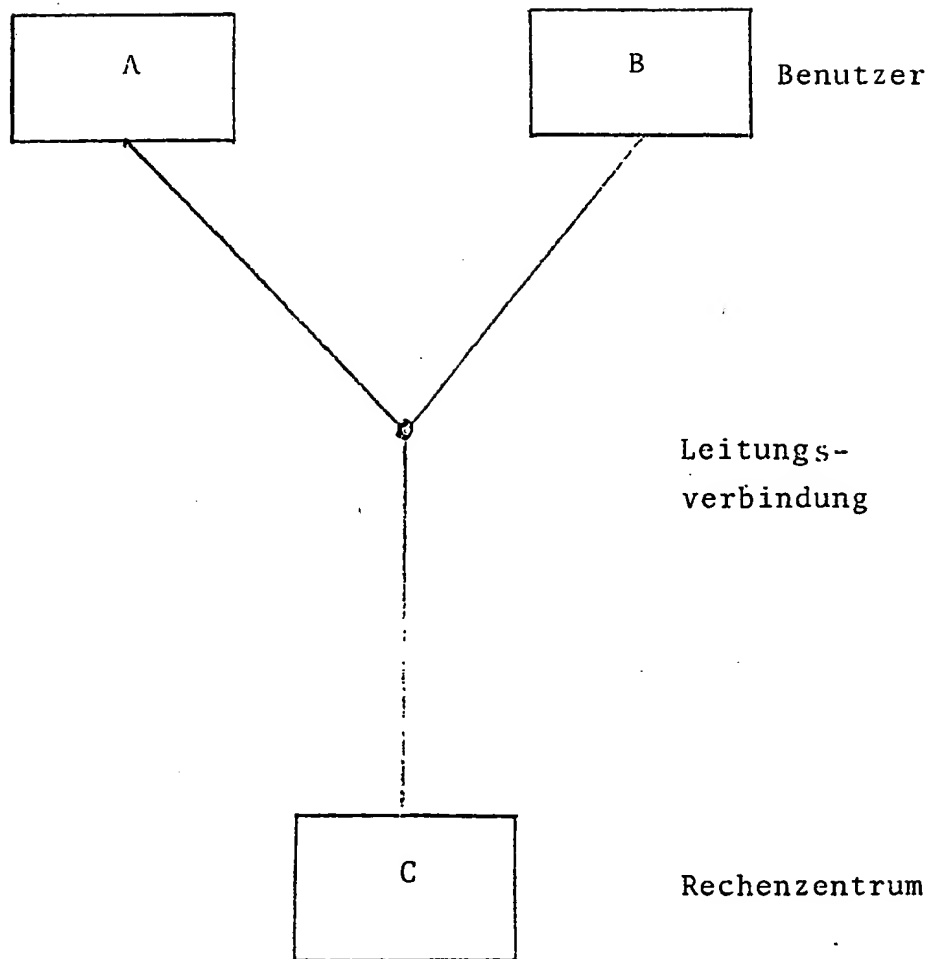 A
B
Benutzer
Leitungs-
verbindung
C
Rechenzentrum